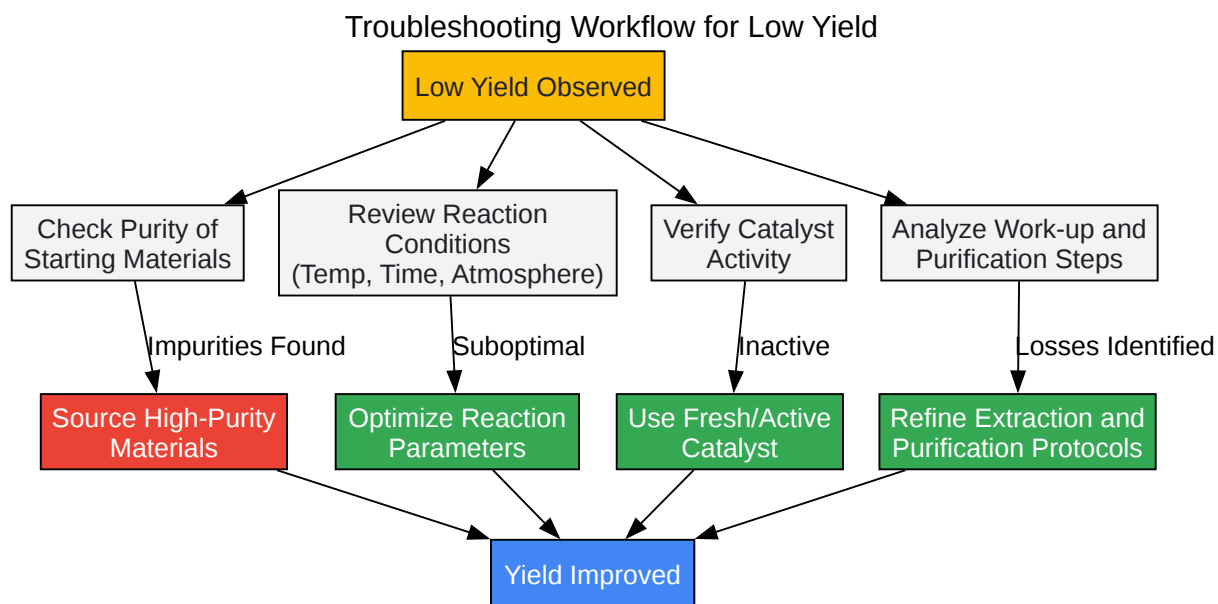 Troubleshooting Workflow for Low Yield
Low Yield Observed
Check Purity of
Starting Materials
Review Reaction
Conditions
(Temp, Time, Atmosphere)
Verify Catalyst
Activity
Analyze Work-up and
Purification Steps
Impurities Found
Suboptimal
Inactive
Losses Identified
Source High-Purity
Materials
Optimize Reaction
Parameters
Use Fresh/Active
Catalyst
Refine Extraction and
Purification Protocols
Yield Improved